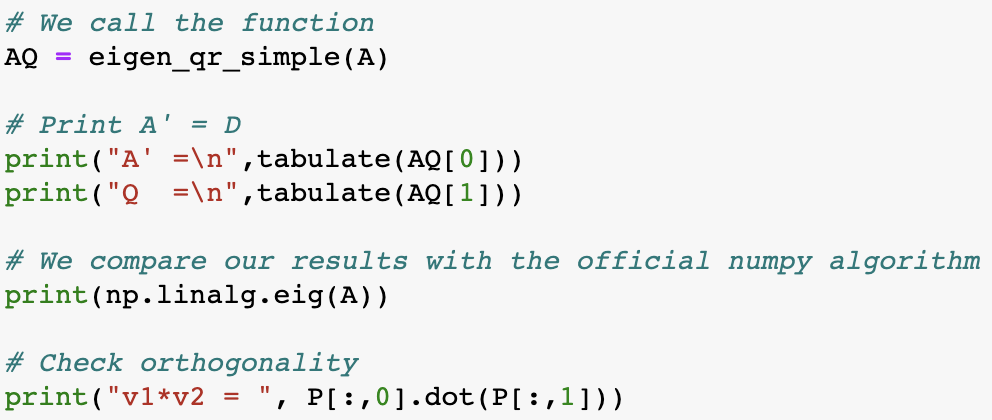 # We call the function
AQ = eigen_qr_simple(A)
# Print A' = D
print("A' =\n",tabulate(AQ[0]))
print("Q  =\n",tabulate(AQ[1]))
# We compare our results with the official numpy algorithm
print(np.linalg.eig(A))
# Check orthogonality
print("v1*v2 = ", P[:,0].dot(P[:,1]))